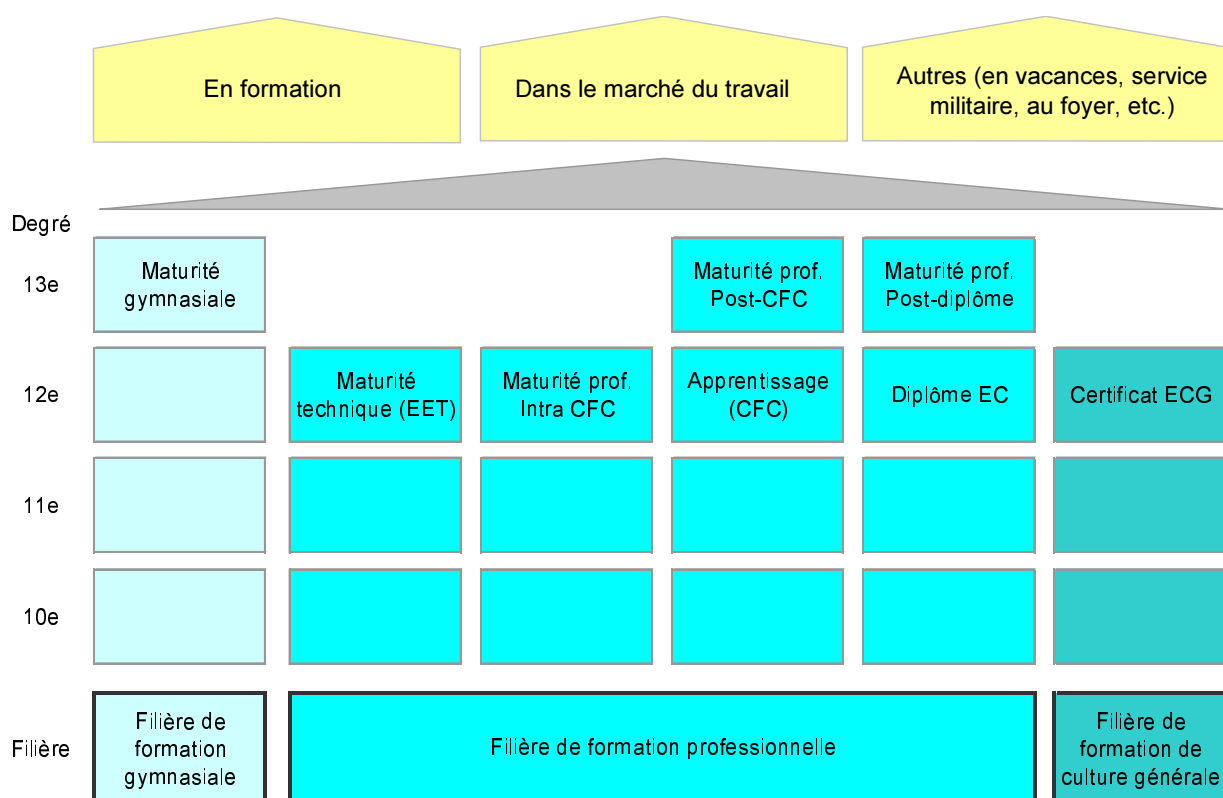 En formation
Dans le marché du travail
Autres (en vacances, service
militaire, au foyer, etc.)
Degré
13e
Maturité
gymnasiale
Maturité prof.
Post-CFC
Maturité prof.
Post-diplôme
12e
Maturité
technique (EET)
Maturité prof.
Intra CFC
Apprentissage
(CFC)
Diplôme EC
Certificat ECG
11e
10e
Filière
Filière de
formation
gymnasiale
Filière de formation professionnelle
Filière de
formation de
culture générale